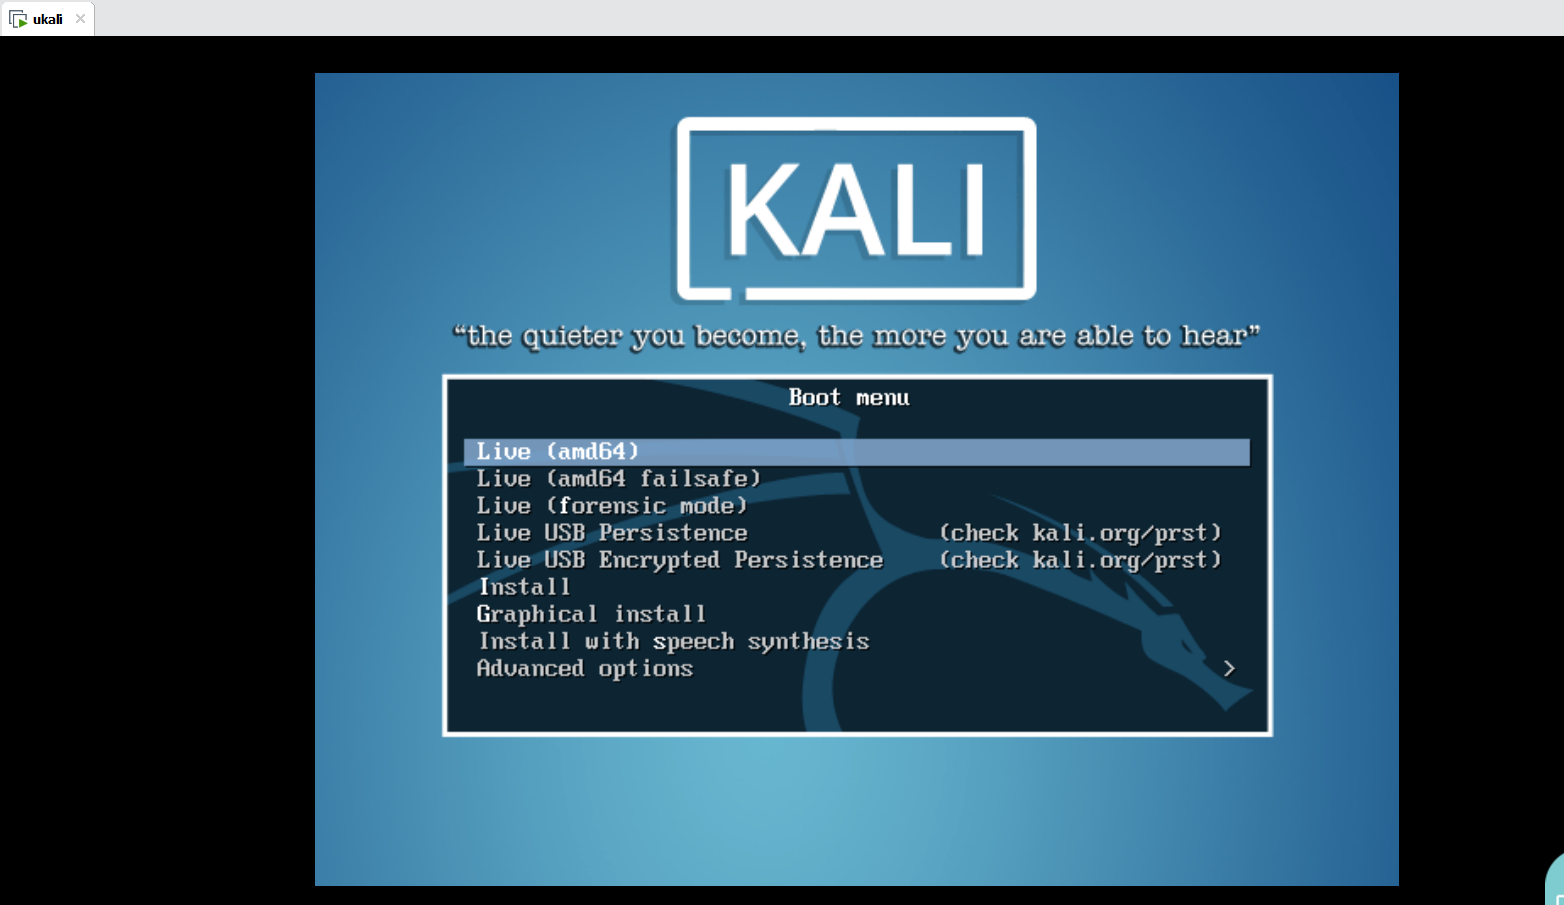 ukali
KALI
“the quieter you become, the more you are able to hear”
Boot menu
Live (amd64)
Live (amd64 failsafe)
Live (forensic mode)
Live USB Persistence (check kali.org/prst)
Live USB Encrypted Persistence (check kali.org/prst)
Install
Graphical install
Install with speech synthesis
Advanced options >